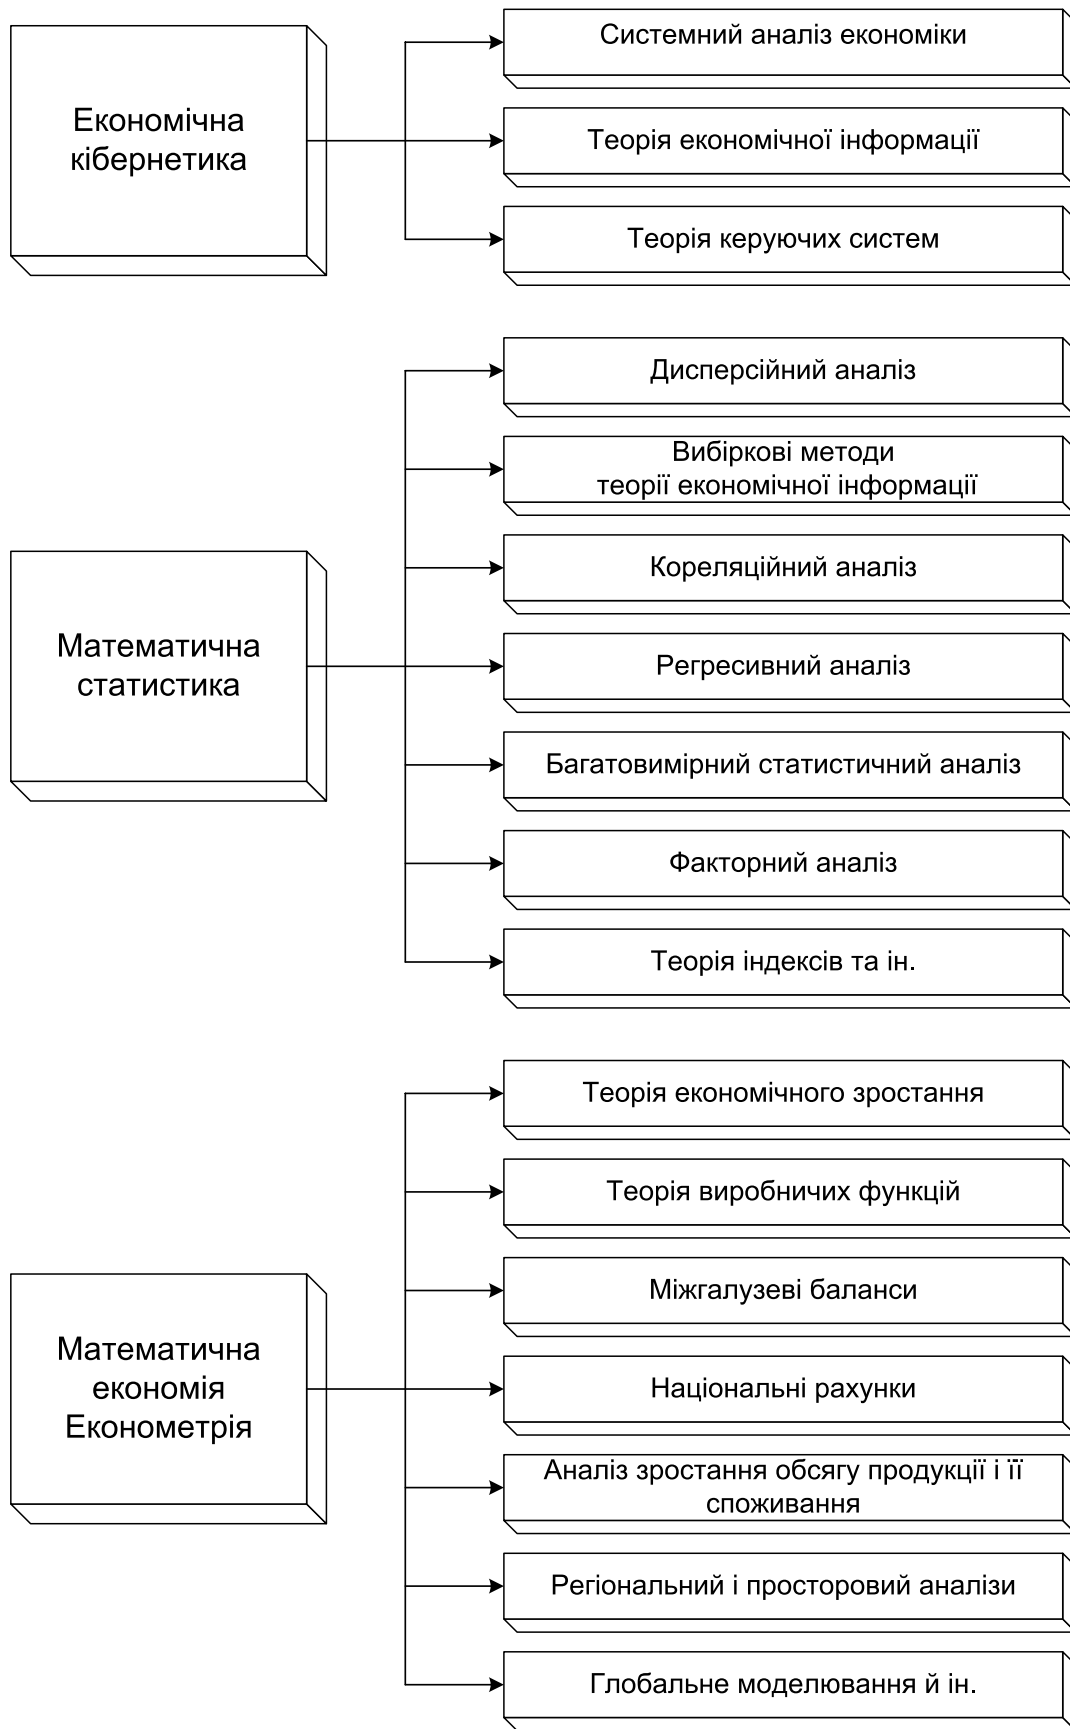 Економічна
кібернетика
Системний аналіз економіки
Теорія економічної інформації
Теорія керуючих систем
Математична
статистика
Дисперсійний аналіз
Вибіркові методи
теорії економічної інформації
Кореляційний аналіз
Регресивний аналіз
Багатовимірний статистичний аналіз
Факторний аналіз
Теорія індексів та ін.
Математична
економія
Економетрія
Теорія економічного зростання
Теорія виробничих функцій
Міжгалузеві баланси
Національні рахунки
Аналіз зростання обсягу продукції і її
споживання
Регіональний і просторовий аналізи
Глобальне моделювання й ін.